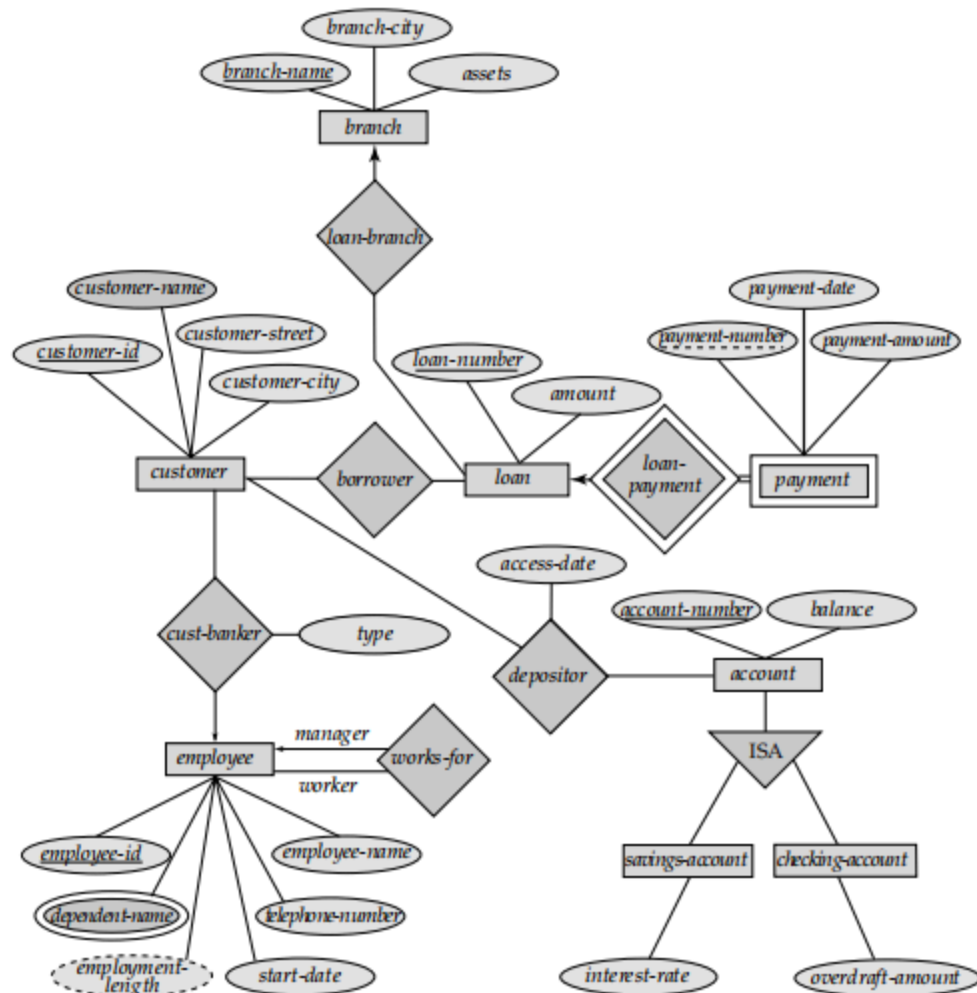 branch-city
branch-name
assets
branch
loan-branch
customer-name
customer-street
customer-id
customer-city
payment-date
payment-number
payment-amount
loan-number
amount
customer
borrower
loan
loan-
payment
payment
access-date
cust-banker
type
account-number
balance
depositor
account
manager
employee
works-for
worker
ISA
employee-id
employee-name
savings-account
checking-account
dependent-name
telephone-number
employment-
length
start-date
interest-rate
overdraft-amount